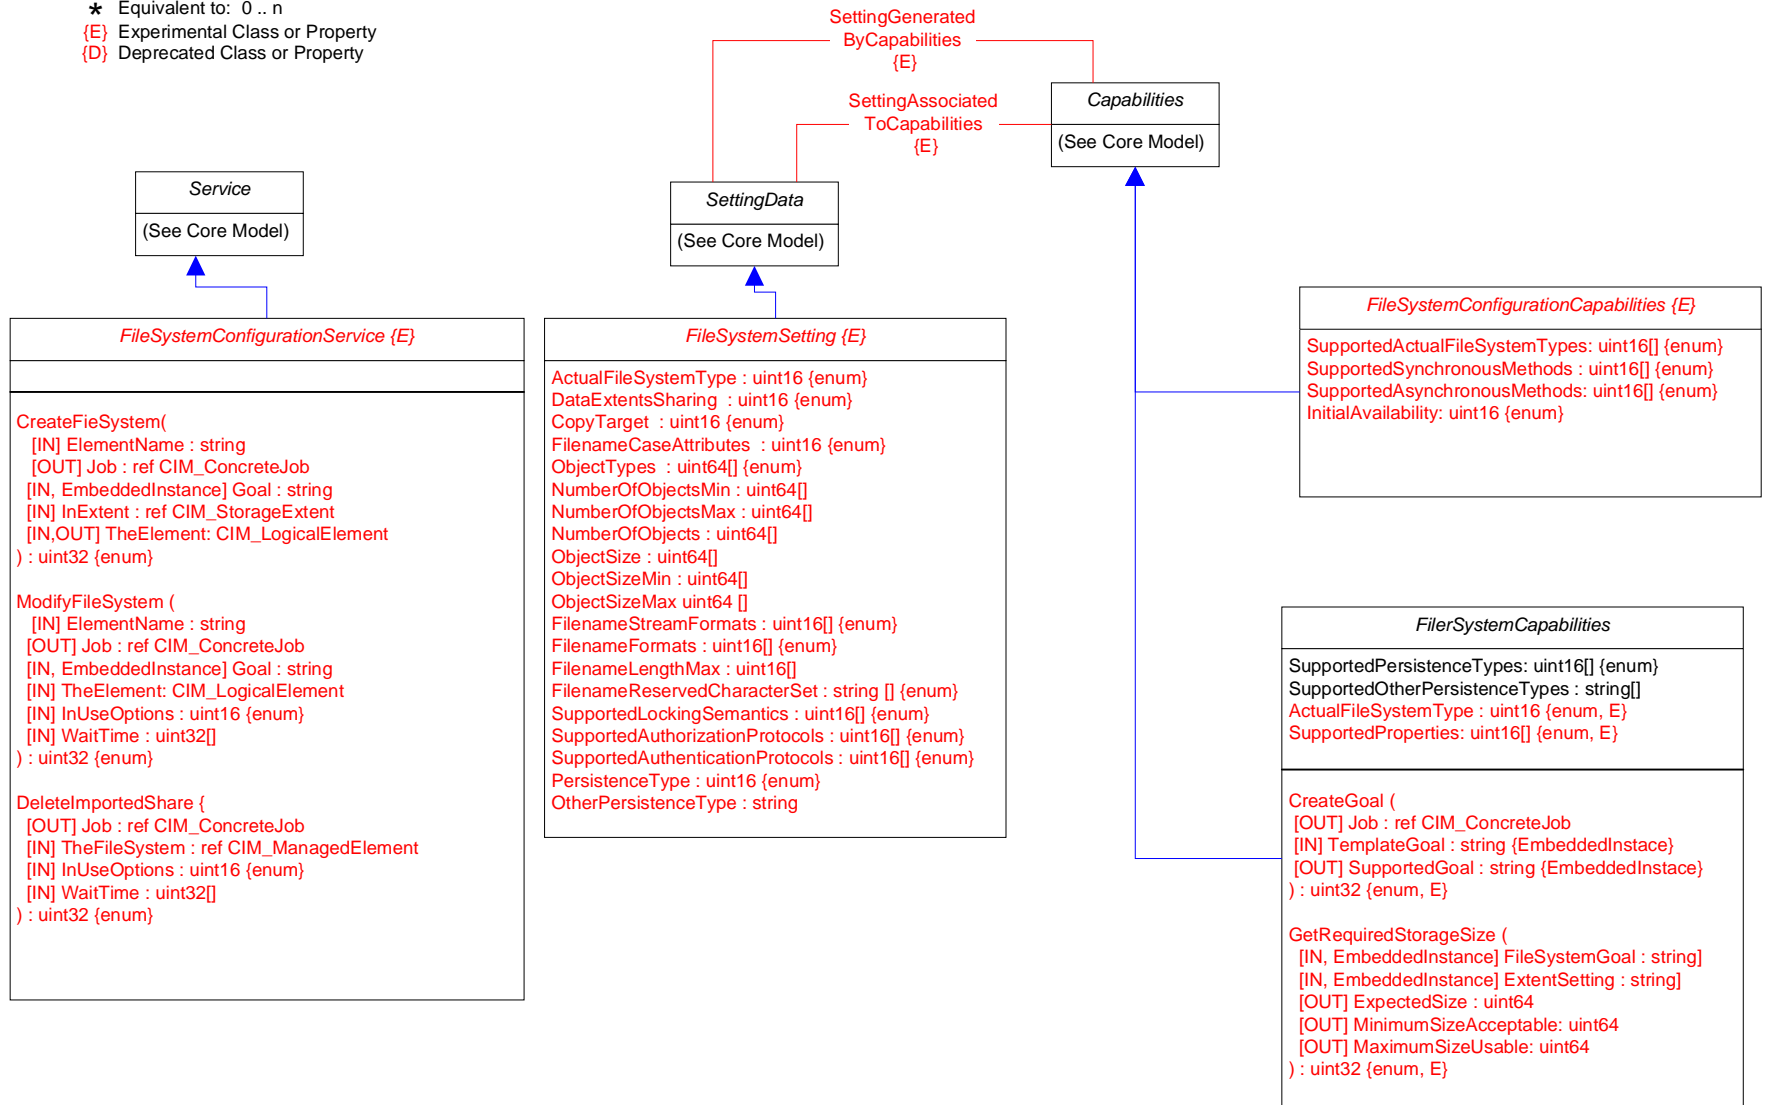 * Equivalent to: 0 .. n
{E} Experimental Class or Property
{D} Deprecated Class or Property
SettingGenerated
ByCapabilities
{E}
SettingAssociated
ToCapabilities
{E}
Capabilities
(See Core Model)
Service
(See Core Model)
SettingData
(See Core Model)
FileSystemConfigurationService {E}
CreateFieSystem(
[IN] ElementName : string
[OUT] Job : ref CIM_ConcreteJob
[IN, EmbeddedInstance] Goal : string
[IN] InExtent : ref CIM_StorageExtent
[IN,OUT] TheElement: CIM_LogicalElement
) : uint32 {enum}
ModifyFileSystem (
[IN] ElementName : string
[OUT] Job : ref CIM_ConcreteJob
[IN, EmbeddedInstance] Goal : string
[IN] TheElement: CIM_LogicalElement
[IN] InUseOptions : uint16 {enum}
[IN] WaitTime : uint32[]
) : uint32 {enum}
DeleteImportedShare {
[OUT] Job : ref CIM_ConcreteJob
[IN] TheFileSystem : ref CIM_ManagedElement
[IN] InUseOptions : uint16 {enum}
[IN] WaitTime : uint32[]
) : uint32 {enum}
FileSystemSetting {E}
ActualFileSystemType : uint16 {enum}
DataExtentsSharing : uint16 {enum}
CopyTarget : uint16 {enum}
FilenameCaseAttributes : uint16 {enum}
ObjectTypes : uint64[] {enum}
NumberOfObjectsMin : uint64[]
NumberOfObjectsMax : uint64[]
NumberOfObjects : uint64[]
ObjectSize : uint64[]
ObjectSizeMin : uint64[]
ObjectSizeMax uint64 []
FilenameStreamFormats : uint16[] {enum}
FilenameFormats : uint16[] {enum}
FilenameLengthMax : uint16[]
FilenameReservedCharacterSet : string [] {enum}
SupportedLockingSemantics : uint16[] {enum}
SupportedAuthorizationProtocols : uint16[] {enum}
SupportedAuthenticationProtocols : uint16[] {enum}
PersistenceType : uint16 {enum}
OtherPersistenceType : string
FileSystemConfigurationCapabilities {E}
SupportedActualFileSystemTypes: uint16[] {enum}
SupportedSynchronousMethods : uint16[] {enum}
SupportedAsynchronousMethods: uint16[] {enum}
InitialAvailability: uint16 {enum}
FilerSystemCapabilities
SupportedPersistenceTypes: uint16[] {enum}
SupportedOtherPersistenceTypes : string[]
ActualFileSystemType : uint16 {enum, E}
SupportedProperties: uint16[] {enum, E}
CreateGoal (
[OUT] Job : ref CIM_ConcreteJob
[IN] TemplateGoal : string {EmbeddedInstace}
[OUT] SupportedGoal : string {EmbeddedInstace}
) : uint32 {enum, E}
GetRequiredStorageSize (
[IN, EmbeddedInstance] FileSystemGoal : string]
[IN, EmbeddedInstance] ExtentSetting : string]
[OUT] ExpectedSize : uint64
[OUT] MinimumSizeAcceptable: uint64
[OUT] MaximumSizeUsable: uint64
) : uint32 {enum, E}